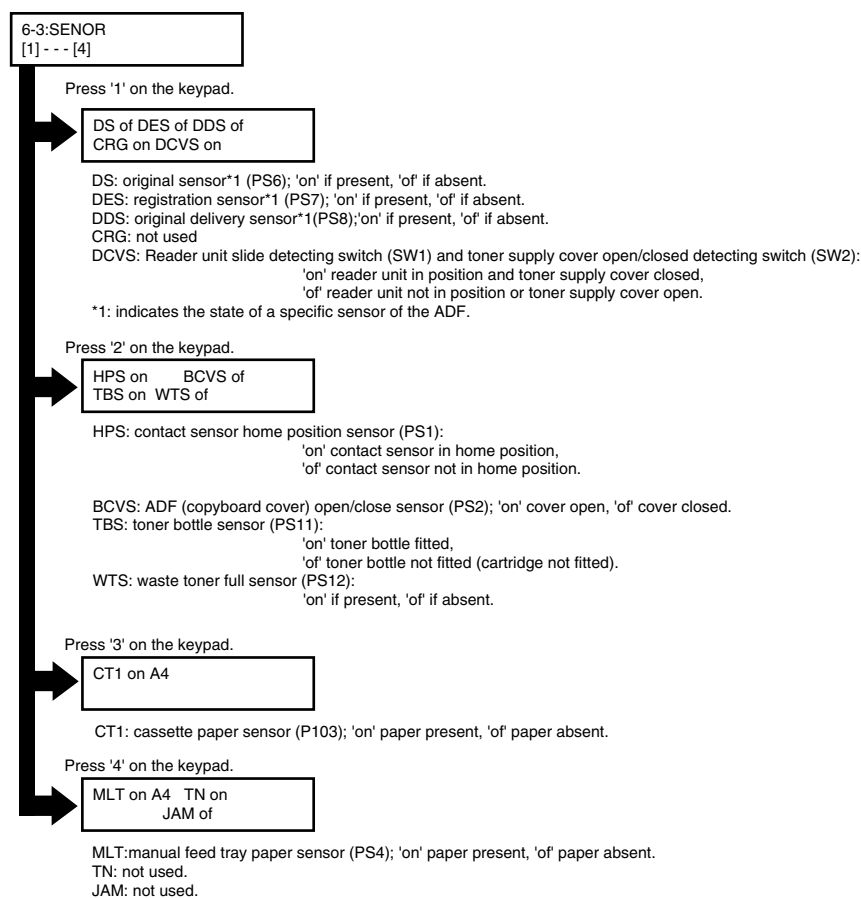 6-3:SENOR
[1] - - - [4]
Press '1' on the keypad.
DS of DES of DDS of
CRG on DCVS on
DS: original sensor*1 (PS6); 'on' if present, 'of' if absent.
DES: registration sensor*1 (PS7); 'on' if present, 'of' if absent.
DDS: original delivery sensor*1(PS8);'on' if present, 'of' if absent.
CRG: not used
DCVS: Reader unit slide detecting switch (SW1) and toner supply cover open/closed detecting switch (SW2):
'on' reader unit in position and toner supply cover closed,
'of' reader unit not in position or toner supply cover open.
*1: indicates the state of a specific sensor of the ADF.
Press '2' on the keypad.
HPS on BCVS of
TBS on WTS of
HPS: contact sensor home position sensor (PS1):
'on' contact sensor in home position,
'of' contact sensor not in home position.
BCVS: ADF (copyboard cover) open/close sensor (PS2); 'on' cover open, 'of' cover closed.
TBS: toner bottle sensor (PS11):
'on' toner bottle fitted,
'of' toner bottle not fitted (cartridge not fitted).
WTS: waste toner full sensor (PS12):
'on' if present, 'of' if absent.
Press '3' on the keypad.
CT1 on A4
CT1: cassette paper sensor (P103); 'on' paper present, 'of' paper absent.
Press '4' on the keypad.
MLT on A4 TN on
JAM of
MLT:manual feed tray paper sensor (PS4); 'on' paper present, 'of' paper absent.
TN: not used.
JAM: not used.